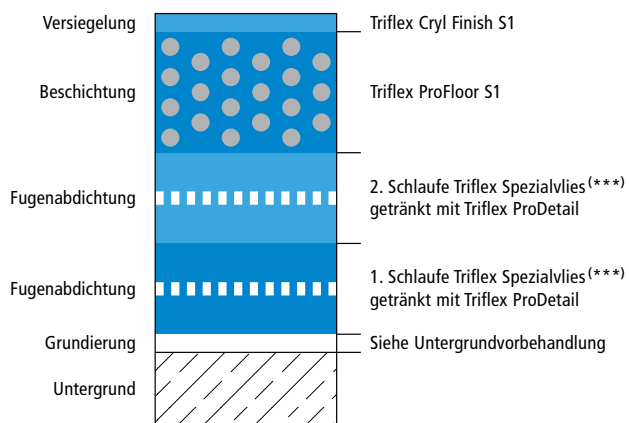 Versiegelung Triflex Cryl Finish S1
Beschichtung Triflex ProFloor S1
Fugenabdichtung 2. Schlaufe Triflex Spezialvlies(***)
getränkt mit Triflex ProDetail
Fugenabdichtung 1. Schlaufe Triflex Spezialvlies(***)
getränkt mit Triflex ProDetail
Grundierung Siehe Untergrundvorbehandlung
Untergrund